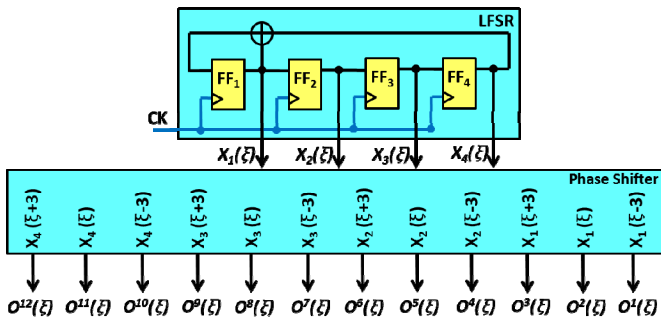 LFSR
FF₁ FF₂ FF₃ FF₄
CK
X₁(ξ) X₂(ξ) X₃(ξ) X₄(ξ)
Phase Shifter
X₄(ξ+3) X₄(ξ) X₃(ξ-3) X₃(ξ+3) X₃(ξ) X₂(ξ-3) X₂(ξ+3) X₂(ξ) X₂(ξ-3) X₁(ξ+3) X₁(ξ) X₁(ξ-3)
O¹²(ξ) O¹¹(ξ) O¹⁰(ξ) O⁹(ξ) O⁸(ξ) O⁷(ξ) O⁶(ξ) O⁵(ξ) O⁴(ξ) O³(ξ) O²(ξ) O¹(ξ)